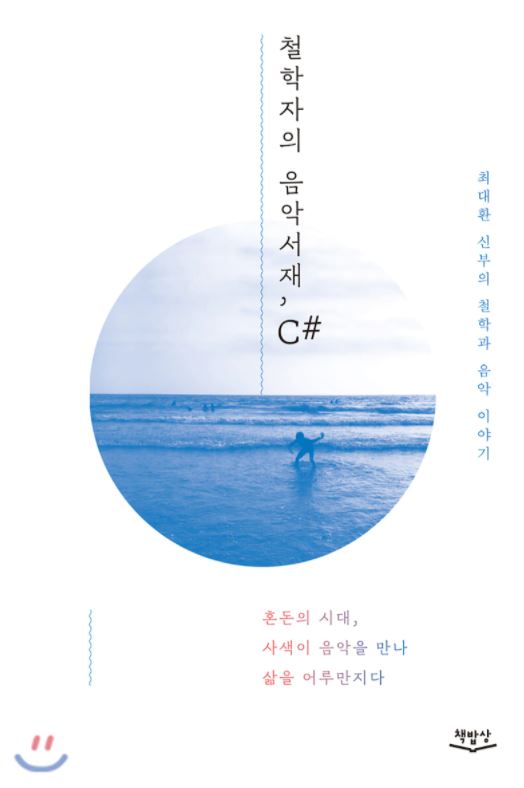 철학자의 음악서재, C#
최대환 신부의 철학과 음악 이야기
혼돈의 시대,
사색이 음악을 만나
삶을 어루만지다
책밥상